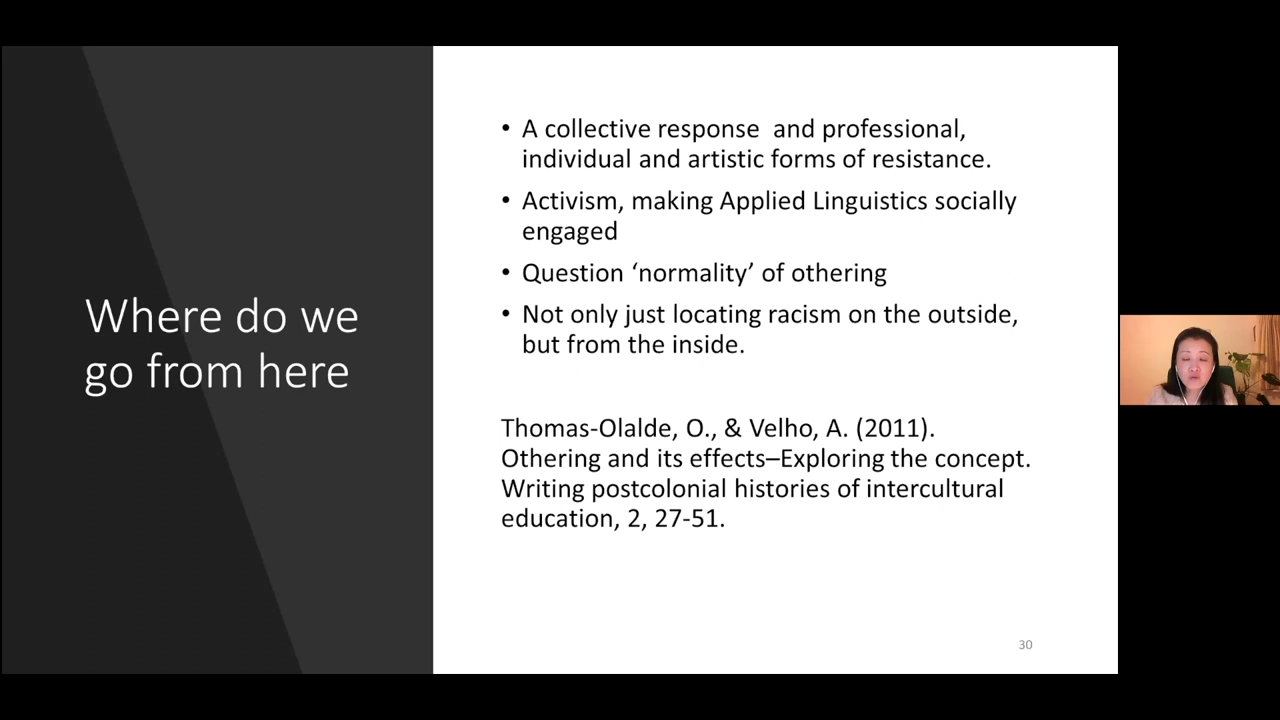 Where do we
go from here
• A collective response  and professional,
individual and artistic forms of resistance.
• Activism, making Applied Linguistics socially
engaged
• Question ‘normality’ of othering
• Not only just locating racism on the outside,
but from the inside.
Thomas-Olalde, O., & Velho, A. (2011).
Othering and its effects–Exploring the concept.
Writing postcolonial histories of intercultural
education, 2, 27-51.
30